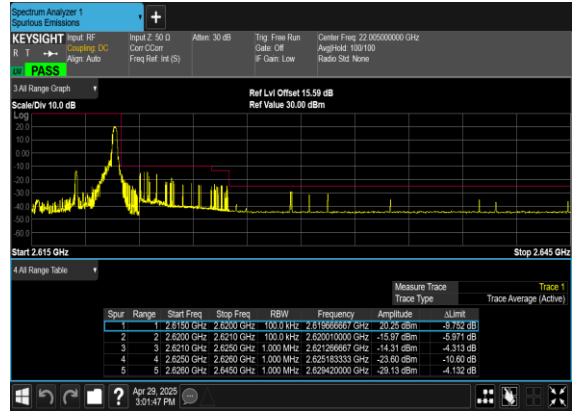 Spectrum Analyzer 1
Spurious Emissions
KEYSIGHT Input: RF Input Z: 50 Ω Atten: 30 dB Trig: Free Run Center Freq: 22.005000000 GHz
R T Coupling: DC Corr CCorr Gate: Off Avg|Hold: 100/100
Align: Auto Freq Ref: Int (S) IF Gain: Low Radio Std: None
LW PASS
3 All Range Graph
Ref Lvl Offset 15.59 dB
Scale/Div 10.0 dB Ref Value 30.00 dBm
Log
20.0
10.0
0.00
-10.0
-20.0
-30.0
-40.0
-50.0
-60.0
Start 2.615 GHz Stop 2.645 GHz
4 All Range Table
Measure Trace Trace 1
Trace Type Trace Average (Active)
Spur Range Start Freq Stop Freq RBW Frequency Amplitude ΔLimit
1 1 2.6150 GHz 2.6200 GHz 100.0 kHz 2.619666667 GHz 20.25 dBm -9.752 dB
2 2 2.6200 GHz 2.6210 GHz 100.0 kHz 2.620010000 GHz -15.97 dBm -5.971 dB
3 3 2.6210 GHz 2.6250 GHz 1.000 MHz 2.621266667 GHz -14.31 dBm -4.313 dB
4 4 2.6250 GHz 2.6260 GHz 1.000 MHz 2.625183333 GHz -23.60 dBm -10.60 dB
5 5 2.6260 GHz 2.6450 GHz 1.000 MHz 2.629420000 GHz -29.13 dBm -4.132 dB
Apr 29, 2025
3:01:47 PM